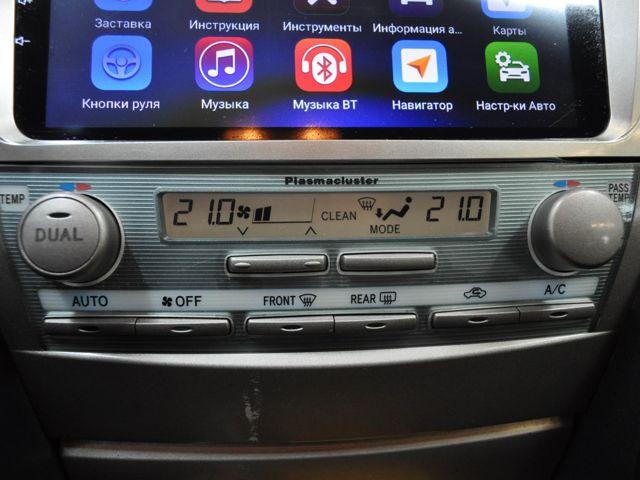 Заставка Инструкция Инструменты Информация а... Карты
Кнопки руля Музыка Музыка BT Навигатор Настр-ки Авто
Plasmacluster
TEMP
PASS TEMP
DUAL
21.0 CLEAN MODE 21.0
AUTO OFF FRONT REAR A/C